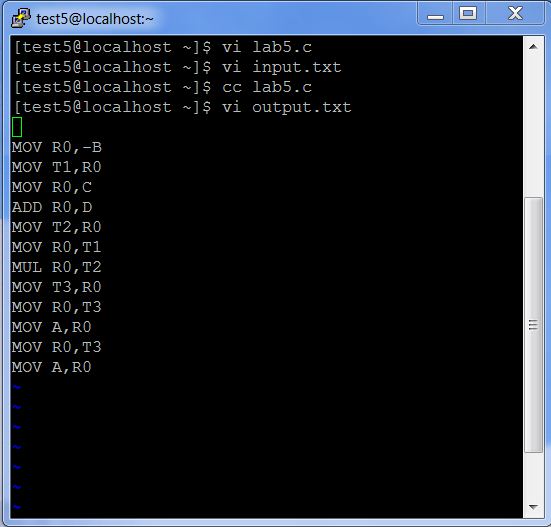 test5@localhost:~
[test5@localhost ~]$ vi lab5.c
[test5@localhost ~]$ vi input.txt
[test5@localhost ~]$ cc lab5.c
[test5@localhost ~]$ vi output.txt
MOV R0,-B
MOV T1,R0
MOV R0,C
ADD R0,D
MOV T2,R0
MOV R0,T1
MUL R0,T2
MOV T3,R0
MOV R0,T3
MOV A,R0
MOV R0,T3
MOV A,R0
~
~
~
~
~
~
~